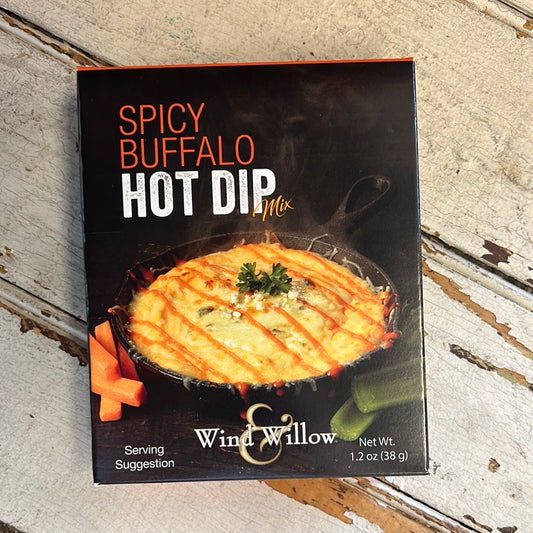 SPICY
BUFFALO
HOT DIP
Mix
Wind & Willow
Serving
Suggestion
Net Wt.
1.2 oz (38 g)